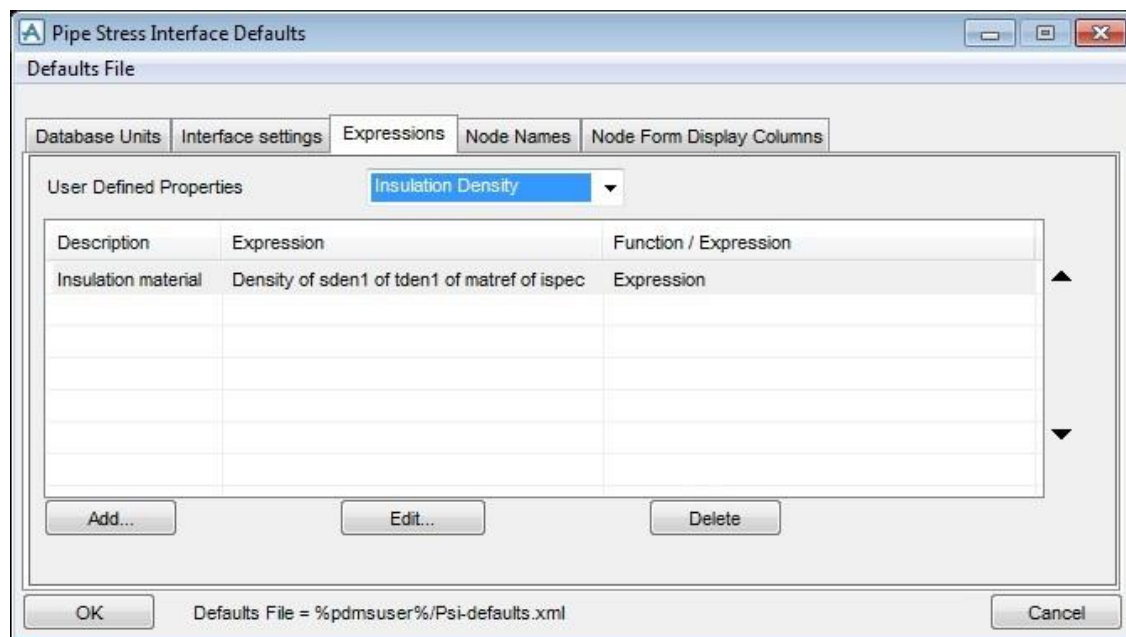 Pipe Stress Interface Defaults
Defaults File
Database Units Interface settings Expressions Node Names Node Form Display Columns
User Defined Properties Insulation Density
Description Expression Function / Expression
Insulation material Density of sden1 of tden1 of matref of ispec Expression
Add... Edit... Delete
OK Defaults File = %pdmsuser%/Psi-defaults.xml Cancel